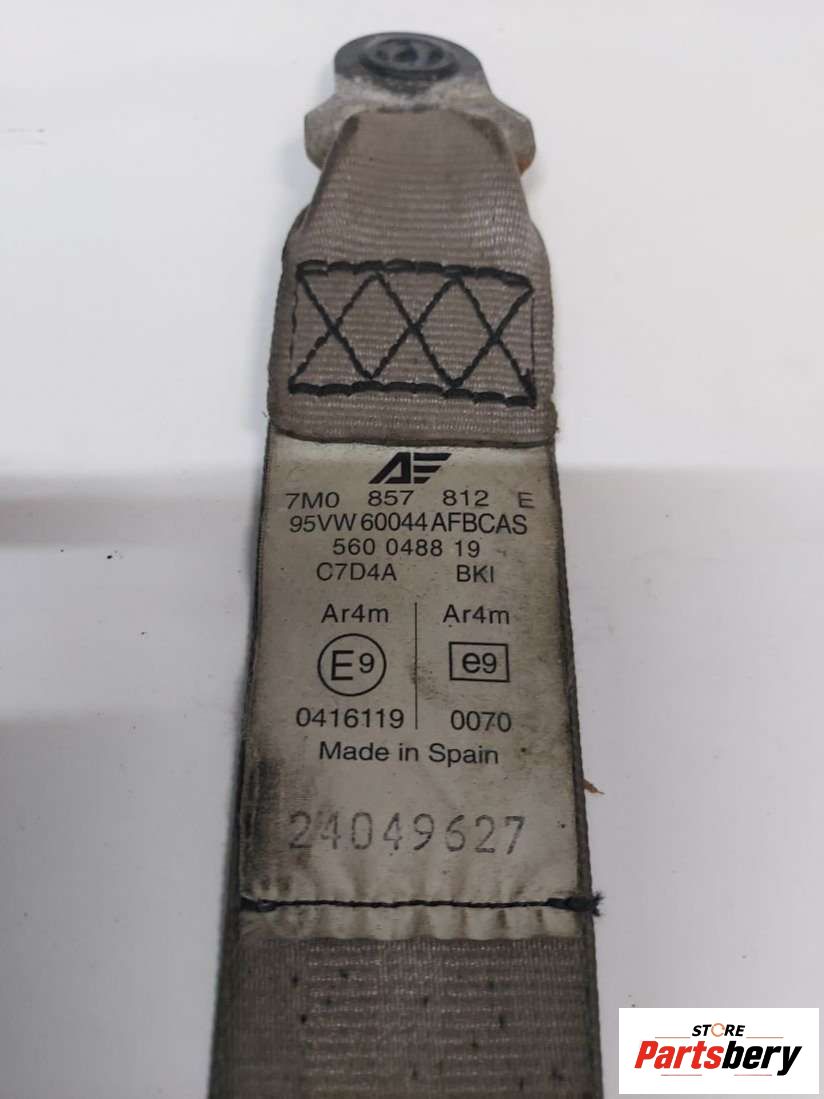 AE
7M0 857 812 E
95VW 60044 AFBCAS
560 0488 19
C7D4A BKI
Ar4m Ar4m
E9 e9
0416119 0070
Made in Spain
24049627
STORE
Partsbery